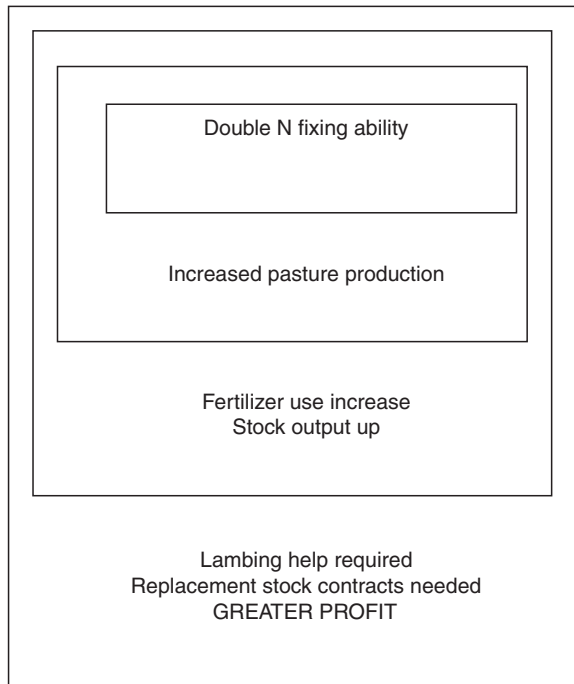 Double N fixing ability
Increased pasture production
Fertilizer use increase
Stock output up
Lambing help required
Replacement stock contracts needed
GREATER PROFIT